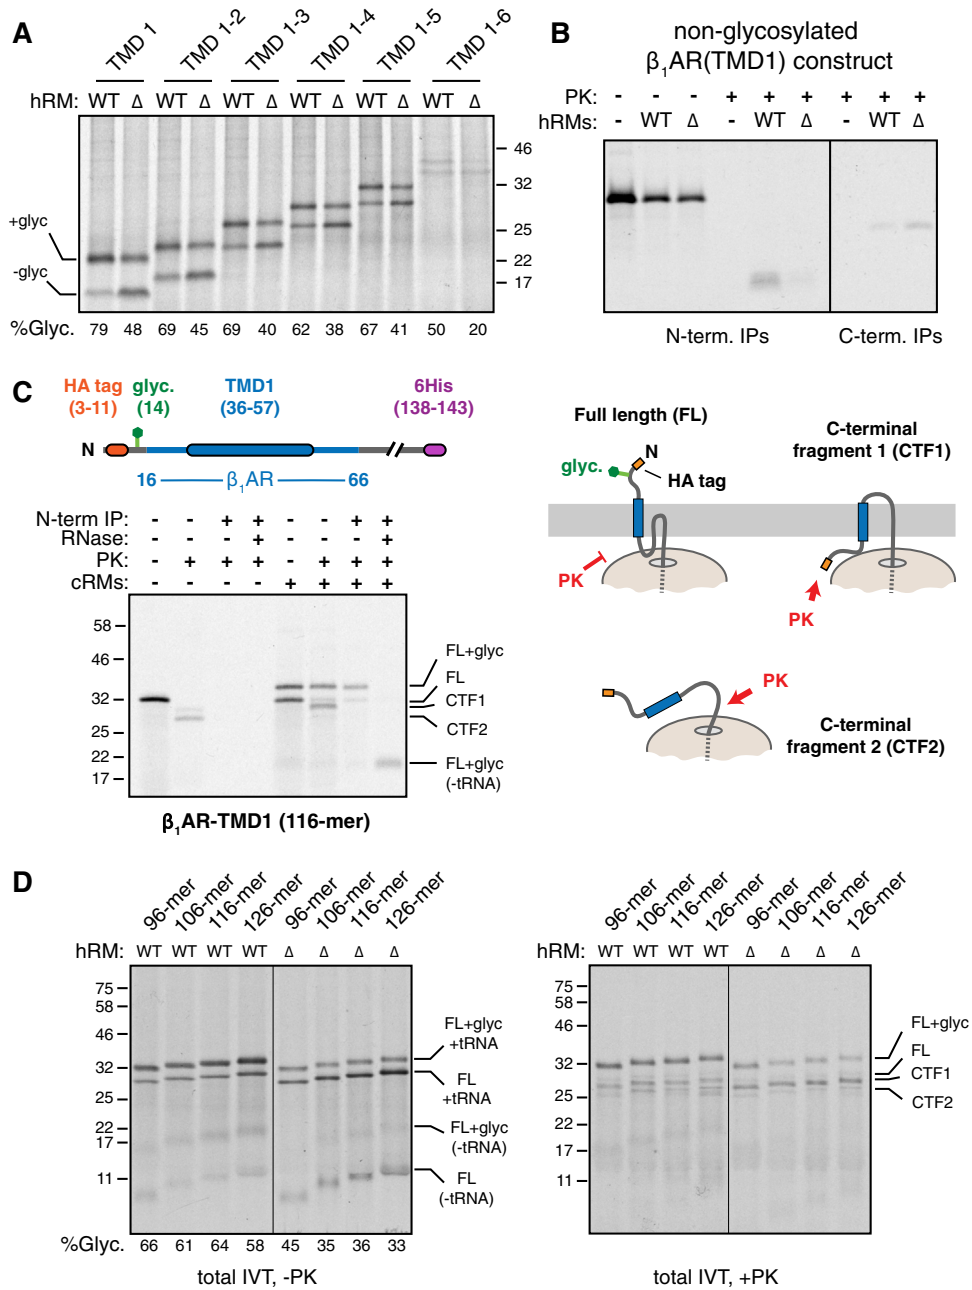 A
TMD 1 TMD 1-2 TMD 1-3 TMD 1-4 TMD 1-5 TMD 1-6
hRM: WT Δ WT Δ WT Δ WT Δ WT Δ WT Δ
46
32
25
22
17
+glyc
-glyc
%Glyc. 79 48 69 45 69 40 62 38 67 41 50 20
B
non-glycosylated
β₁AR(TMD1) construct
PK: - - - + + + + + +
hRMs: - WT Δ - WT Δ - WT Δ
N-term. IPs C-term. IPs
C
HA tag glyc. TMD1 6His
(3-11) (14) (36-57) (138-143)
N
16 β₁AR 66
N-term IP: - - + + - - + +
RNase: - - - + - - - +
PK: - + + + - + + +
cRMs: - - - - + + + +
58
46
32
25
22
17
FL+glyc
FL
CTF1
CTF2
FL+glyc
(-tRNA)
β₁AR-TMD1 (116-mer)
Full length (FL)
N
glyc.
HA tag
PK
C-terminal
fragment 1 (CTF1)
PK
PK
C-terminal
fragment 2 (CTF2)
D
96-mer 106-mer 116-mer 126-mer 96-mer 106-mer 116-mer 126-mer
hRM: WT WT WT WT Δ Δ Δ Δ
75
58
46
32
25
22
17
11
FL+glyc
+tRNA
FL
+tRNA
FL+glyc
(-tRNA)
FL
(-tRNA)
%Glyc. 66 61 64 58 45 35 36 33
total IVT, -PK
96-mer 106-mer 116-mer 126-mer 96-mer 106-mer 116-mer 126-mer
hRM: WT WT WT WT Δ Δ Δ Δ
75
58
46
32
25
22
17
11
FL+glyc
FL
CTF1
CTF2
total IVT, +PK